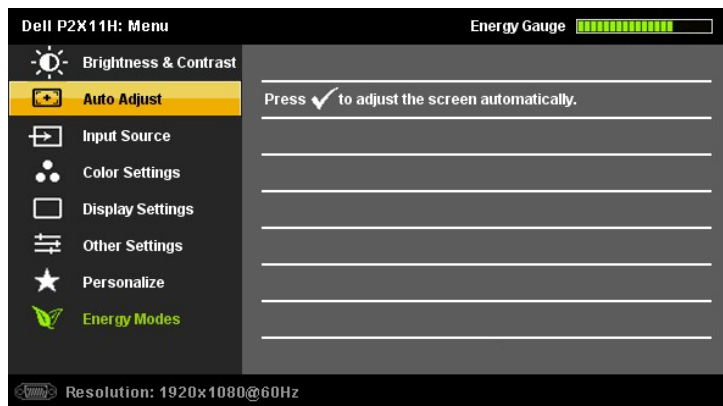 Dell P2X11H: Menu
Energy Gauge
Brightness & Contrast
Auto Adjust
Press ✓ to adjust the screen automatically.
Input Source
Color Settings
Display Settings
Other Settings
Personalize
Energy Modes
Resolution: 1920x1080@60Hz